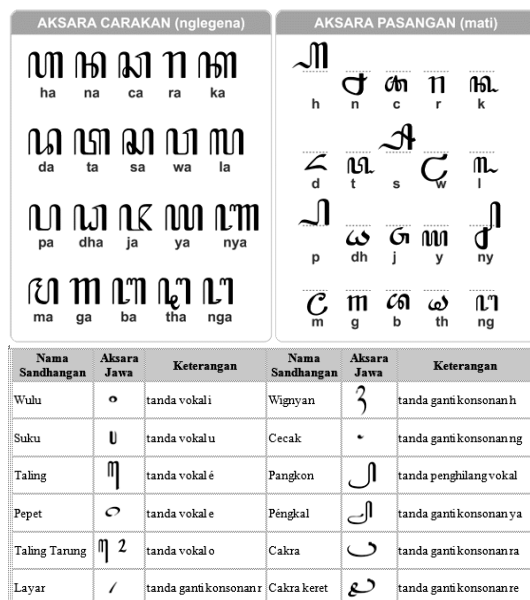 AKSARA CARAKAN (nglegena)
ꦲ ꦤ ꦕ ꦫ ꦏ
ha na ca ra ka
ꦢ ꦠ ꦱ ꦮ ꦭ
da ta sa wa la
ꦥ ꦝ ꦗ ꦪ ꦚ
pa dha ja ya nya
ꦩ ꦒ ꦧ ꦛ ꦔ
ma ga ba tha nga
AKSARA PASANGAN (mati)
꧀ꦲ ꧀ꦤ ꧀ꦕ ꧀ꦫ ꧀ꦏ
h n c r k
꧀ꦢ ꧀ꦠ ꧀ꦱ ꧀ꦮ ꧀ꦭ
d t s w l
꧀ꦥ ꧀ꦝ ꧀ꦗ ꧀ꦪ ꧀ꦚ
p dh j y ny
꧀ꦩ ꧀ꦒ ꧀ꦧ ꧀ꦛ ꧀ꦔ
m g b th ng
Nama Sandhangan Aksara Jawa Keterangan Nama Sandhangan Aksara Jawa Keterangan
Wulu ꦶ tanda vokal i Wignyan ꦃ tanda ganti konsonan h
Suku ꦸ tanda vokal u Cecak ꦁ tanda ganti konsonan ng
Taling ꦺ tanda vokal é Pangkon ꧀ tanda penghilang vokal
Pepet ꦼ tanda vokal e Péngkal ꦾ tanda ganti konsonan ya
Taling Tarung ꦺ ꦴ tanda vokal o Cakra ꦿ tanda ganti konsonan ra
Layar ꦂ tanda ganti konsonan r Cakra keret ꦽ tanda ganti konsonan re